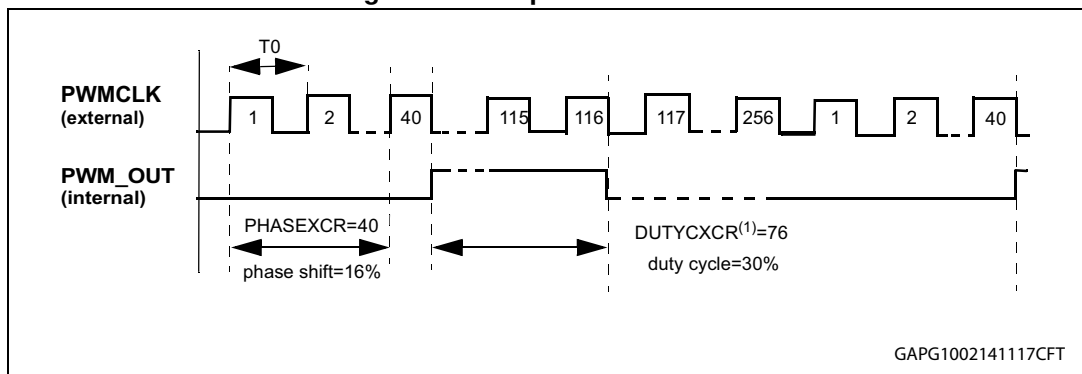 T0
PWMCLK
(external)
1 2 40 115 116 117 256 1 2 40
PWM_OUT
(internal)
PHASEXCR=40
phase shift=16%
DUTYCXCR(1)=76
duty cycle=30%
GAPG1002141117CFT